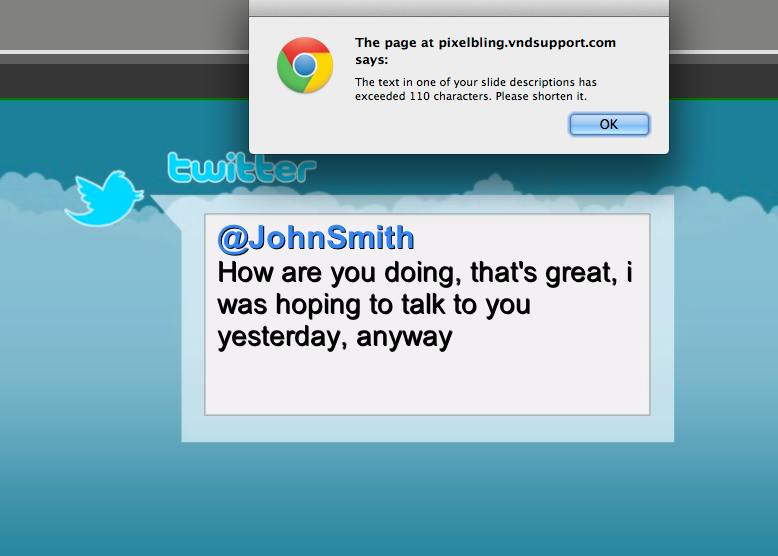 The page at pixelbling.vndsupport.com
says:
The text in one of your slide descriptions has
exceeded 110 characters. Please shorten it.
OK
twitter
@JohnSmith
How are you doing, that's great, i
was hoping to talk to you
yesterday, anyway